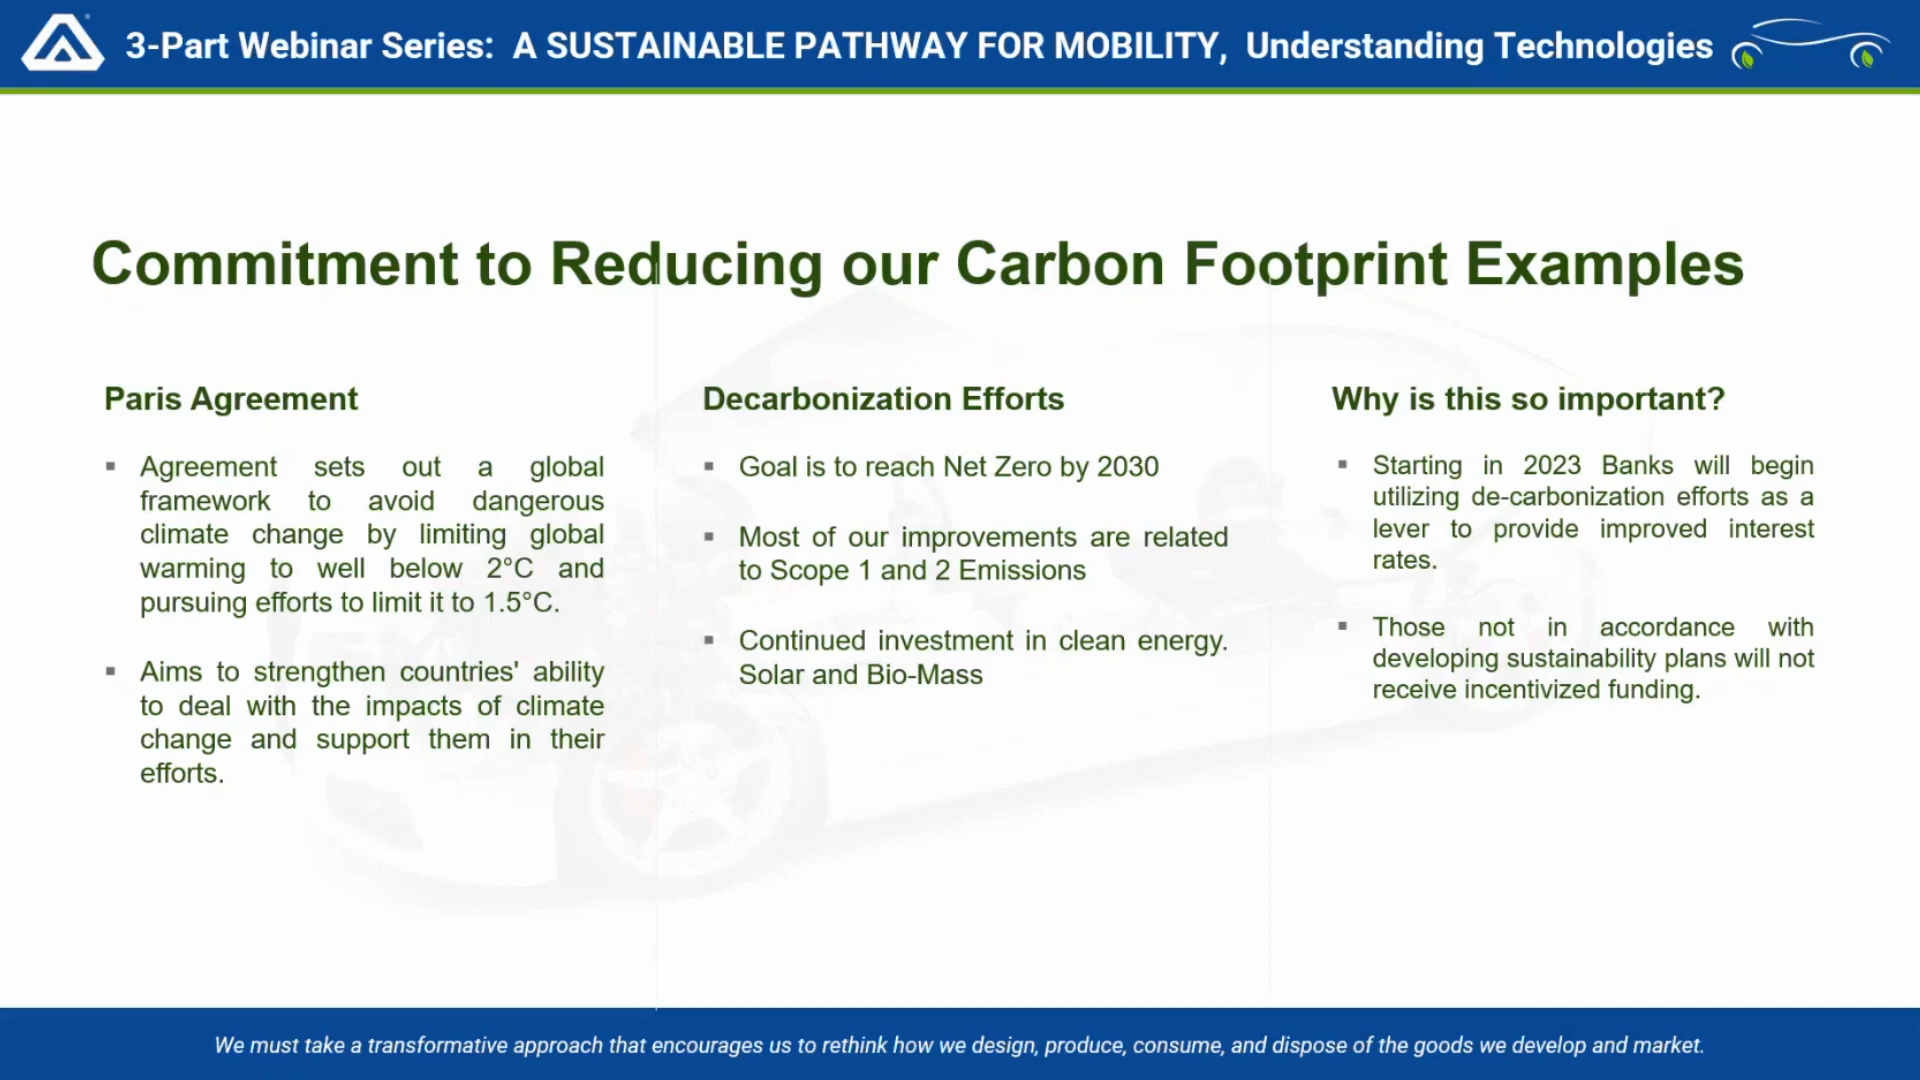 3-Part Webinar Series: A SUSTAINABLE PATHWAY FOR MOBILITY, Understanding Technologies
Commitment to Reducing our Carbon Footprint Examples
Paris Agreement
▪ Agreement sets out a global
framework to avoid dangerous
climate change by limiting global
warming to well below 2°C and
pursuing efforts to limit it to 1.5°C.
▪ Aims to strengthen countries' ability
to deal with the impacts of climate
change and support them in their
efforts.
Decarbonization Efforts
▪ Goal is to reach Net Zero by 2030
▪ Most of our improvements are related
to Scope 1 and 2 Emissions
▪ Continued investment in clean energy.
Solar and Bio-Mass
Why is this so important?
▪ Starting in 2023 Banks will begin
utilizing de-carbonization efforts as a
lever to provide improved interest
rates.
▪ Those not in accordance with
developing sustainability plans will not
receive incentivized funding.
We must take a transformative approach that encourages us to rethink how we design, produce, consume, and dispose of the goods we develop and market.